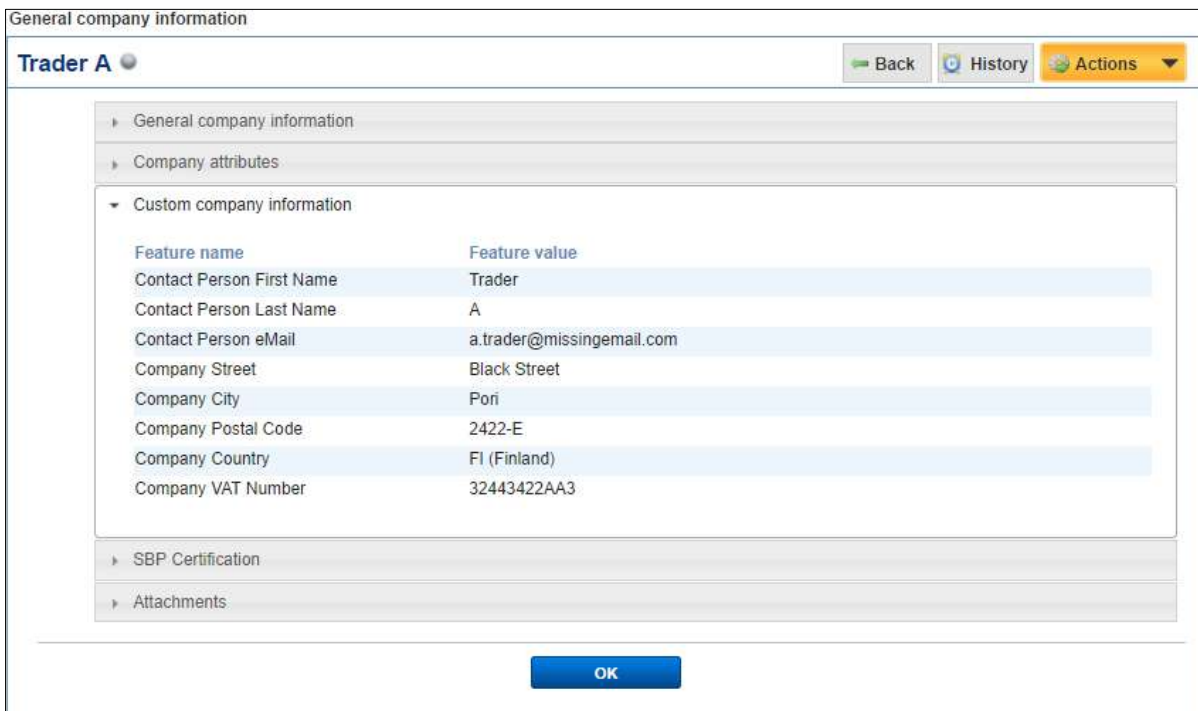 General company information
Trader A
Back History Actions
General company information
Company attributes
Custom company information
Feature name Feature value
Contact Person First Name Trader
Contact Person Last Name A
Contact Person eMail a.trader@missingemail.com
Company Street Black Street
Company City Pori
Company Postal Code 2422-E
Company Country FI (Finland)
Company VAT Number 32443422AA3
SBP Certification
Attachments
OK